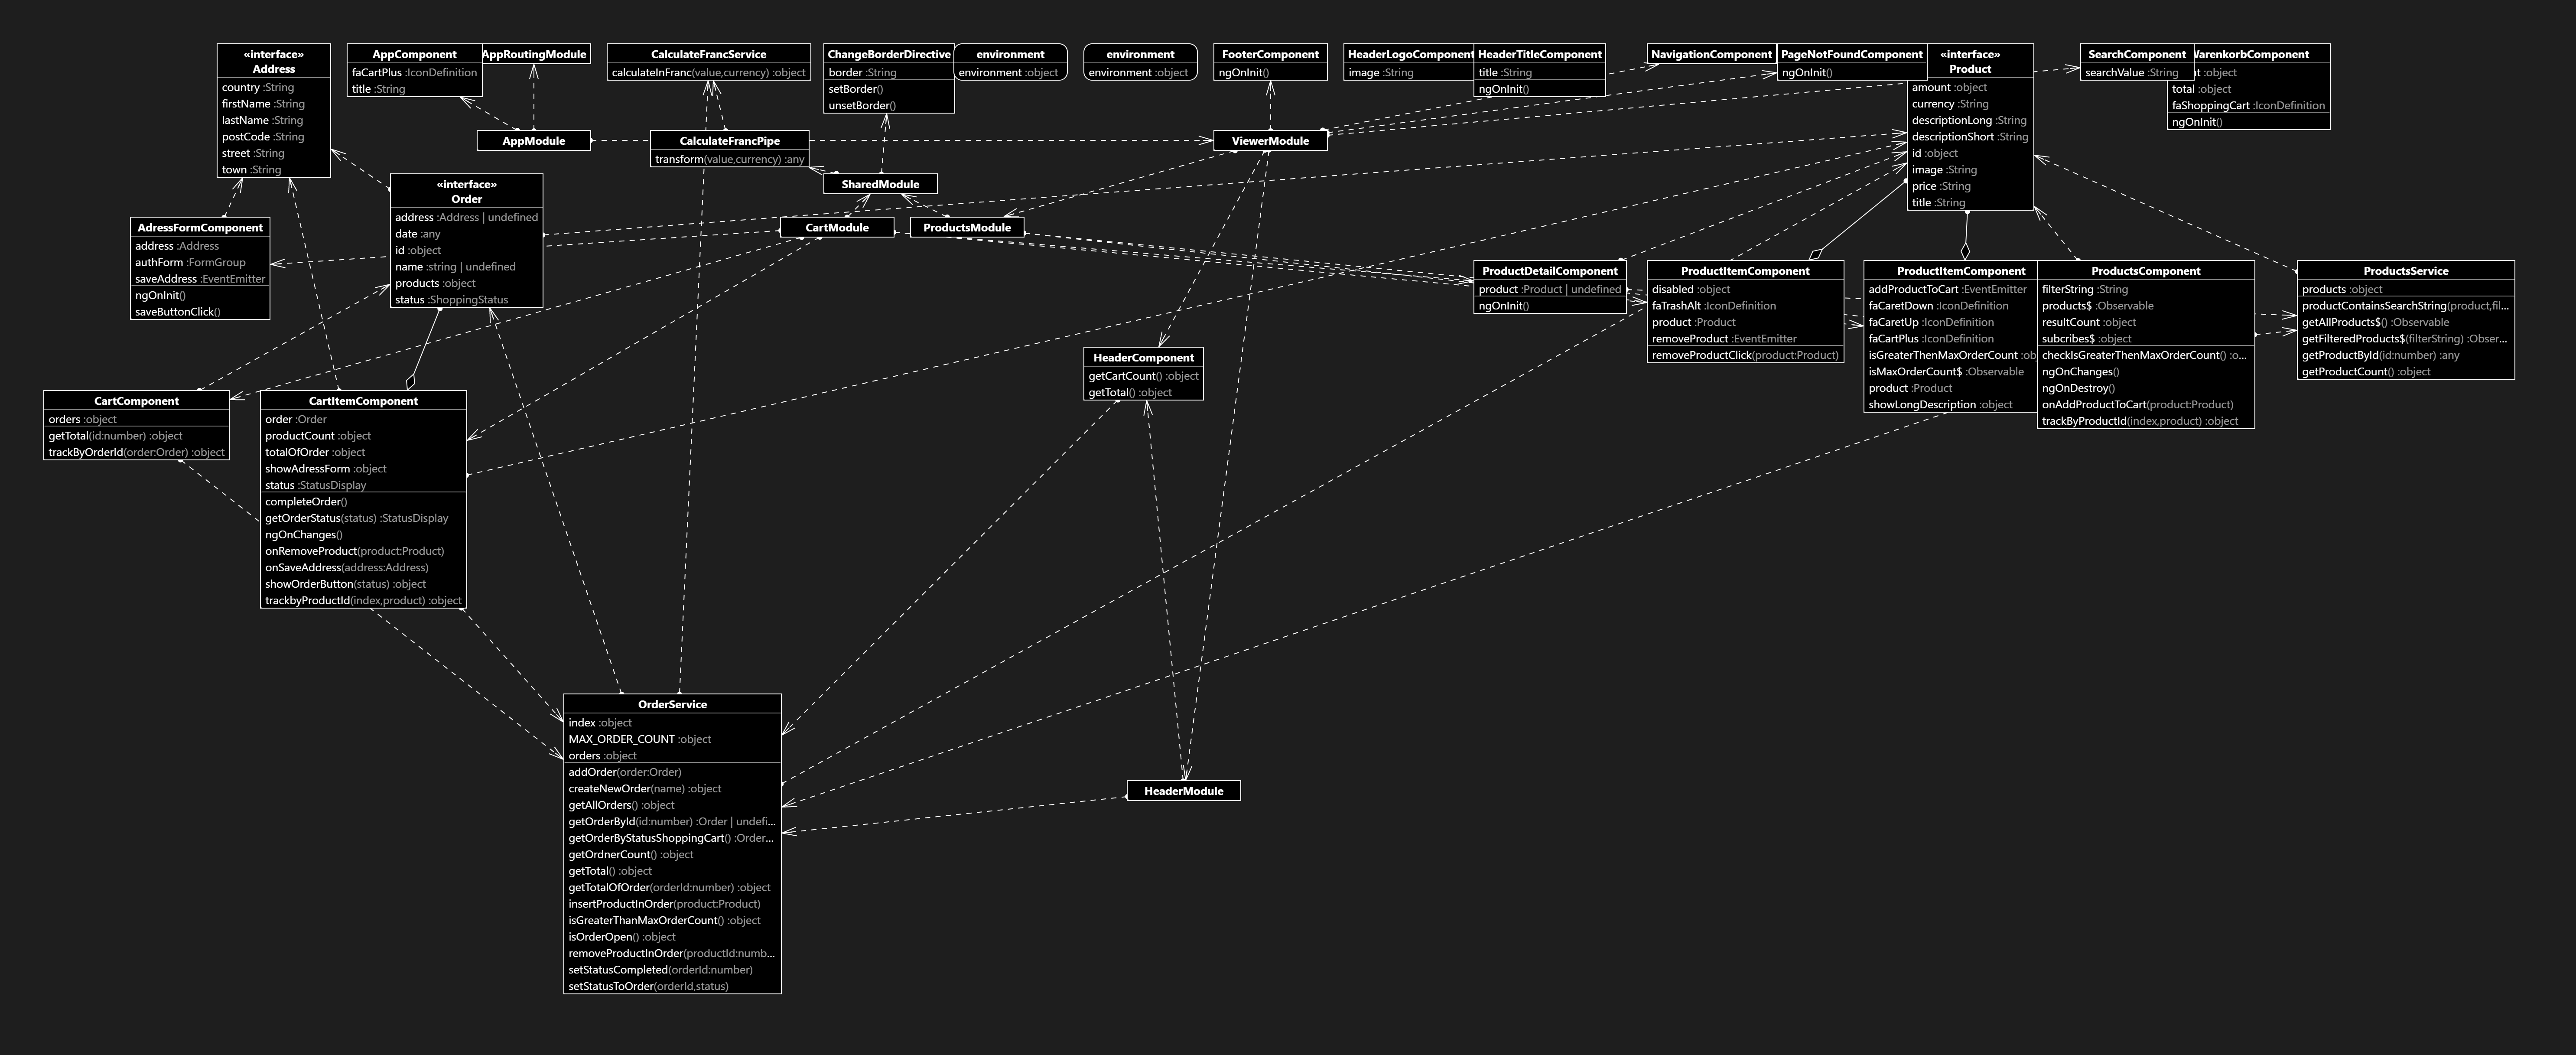 «interface»
Address
country :String
firstName :String
lastName :String
postCode :String
street :String
town :String
AppComponent
faCartPlus :IconDefinition
title :String
AppRoutingModule
CalculateFrancService
calculateInFranc(value,currency) :object
ChangeBorderDirective
border :String
setBorder()
unsetBorder()
environment
environment :object
environment
environment :object
FooterComponent
ngOnInit()
HeaderLogoComponent
image :String
HeaderTitleComponent
title :String
ngOnInit()
NavigationComponent
PageNotFoundComponent
ngOnInit()
«interface»
Product
amount :object
currency :String
descriptionLong :String
descriptionShort :String
id :object
image :String
price :String
title :String
SearchComponent
searchValue :String
WarenkorbComponent
:object
total :object
faShoppingCart :IconDefinition
ngOnInit()
AppModule
CalculateFrancPipe
transform(value,currency) :any
ViewerModule
SharedModule
«interface»
Order
address :Address | undefined
date :any
id :object
name :string | undefined
products :object
status :ShoppingStatus
AdressFormComponent
address :Address
authForm :FormGroup
saveAddress :EventEmitter
ngOnInit()
saveButtonClick()
CartModule
ProductsModule
ProductDetailComponent
product :Product | undefined
ngOnInit()
ProductItemComponent
disabled :object
faTrashAlt :IconDefinition
product :Product
removeProduct :EventEmitter
removeProductClick(product:Product)
ProductItemComponent
addProductToCart :EventEmitter
faCaretDown :IconDefinition
faCaretUp :IconDefinition
faCartPlus :IconDefinition
isGreaterThenMaxOrderCount :ob
isMaxOrderCount$ :Observable
product :Product
showLongDescription :object
ProductsComponent
filterString :String
products$ :Observable
resultCount :object
subcribes$ :object
checkIsGreaterThenMaxOrderCount() :o...
ngOnChanges()
ngOnDestroy()
onAddProductToCart(product:Product)
trackByProductId(index,product) :object
ProductsService
products :object
productContainsSearchString(product,fil...
getAllProducts$() :Observable
getFilteredProducts$(filterString) :Obser...
getProductById(id:number) :any
getProductCount() :object
HeaderComponent
getCartCount() :object
getTotal() :object
CartComponent
orders :object
getTotal(id:number) :object
trackByOrderId(order:Order) :object
CartItemComponent
order :Order
productCount :object
totalOfOrder :object
showAdressForm :object
status :StatusDisplay
completeOrder()
getOrderStatus(status) :StatusDisplay
ngOnChanges()
onRemoveProduct(product:Product)
onSaveAddress(address:Address)
showOrderButton(status) :object
trackbyProductId(index,product) :object
OrderService
index :object
MAX_ORDER_COUNT :object
orders :object
addOrder(order:Order)
createNewOrder(name) :object
getAllOrders() :object
getOrderById(id:number) :Order | undefi...
getOrderByStatusShoppingCart() :Order...
getOrdnerCount() :object
getTotal() :object
getTotalOfOrder(orderId:number) :object
insertProductInOrder(product:Product)
isGreaterThanMaxOrderCount() :object
isOrderOpen() :object
removeProductInOrder(productId:numb...
setStatusCompleted(orderId:number)
setStatusToOrder(orderId,status)
HeaderModule